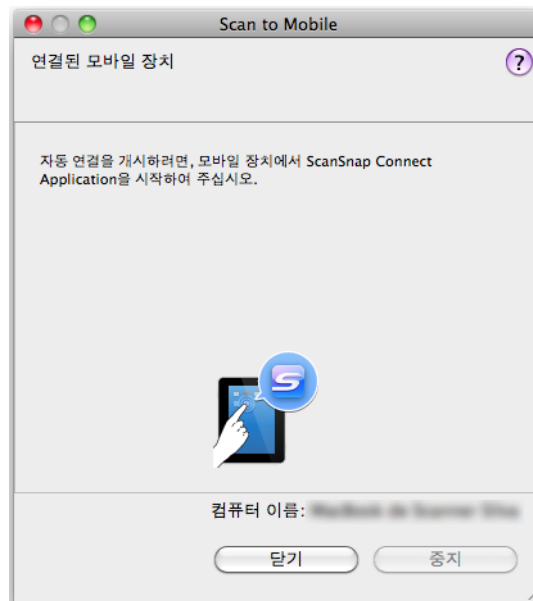 Scan to Mobile
연결된 모바일 장치
?
자동 연결을 개시하려면, 모바일 장치에서 ScanSnap Connect
Application을 시작하여 주십시오.
S
컴퓨터 이름:
닫기
중지